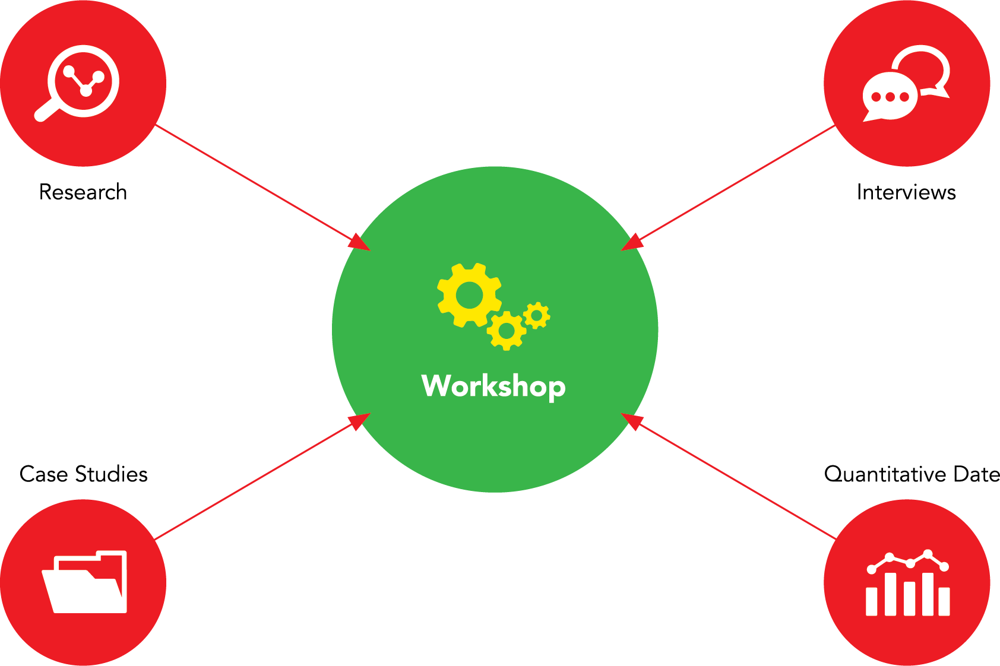 Research
Interviews
Workshop
Case Studies
Quantitative Date